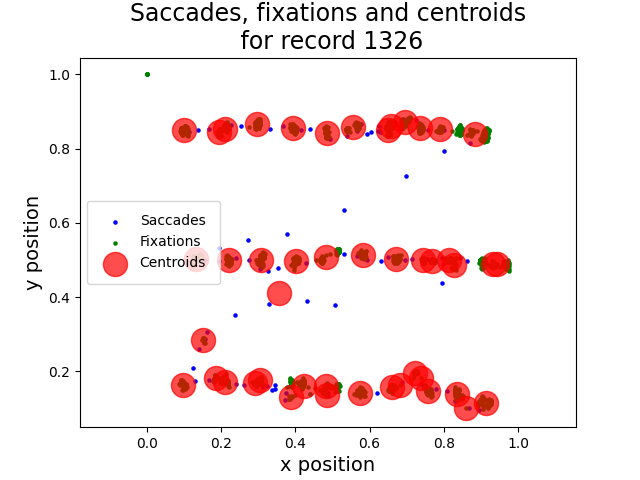 Saccades, fixations and centroids
for record 1326
1.0
0.8
0.6
0.4
0.2
y position
Saccades
Fixations
Centroids
0.0
0.2
0.4
0.6
0.8
1.0
x position